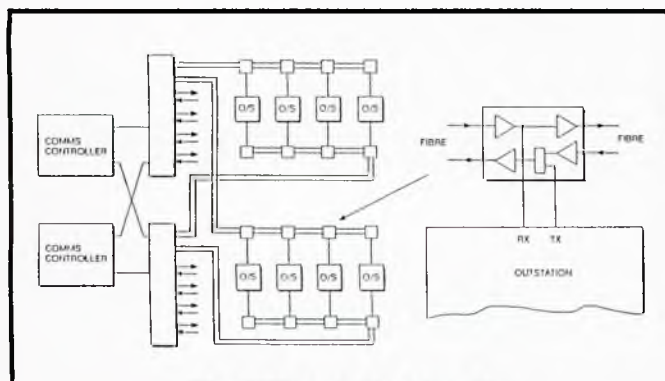 COMMS
CONTROLLER
COMMS
CONTROLLER
O/S
O/S
O/S
O/S
O/S
O/S
O/S
O/S
FIBRE
FIBRE
RX
TX
OUTSTATION